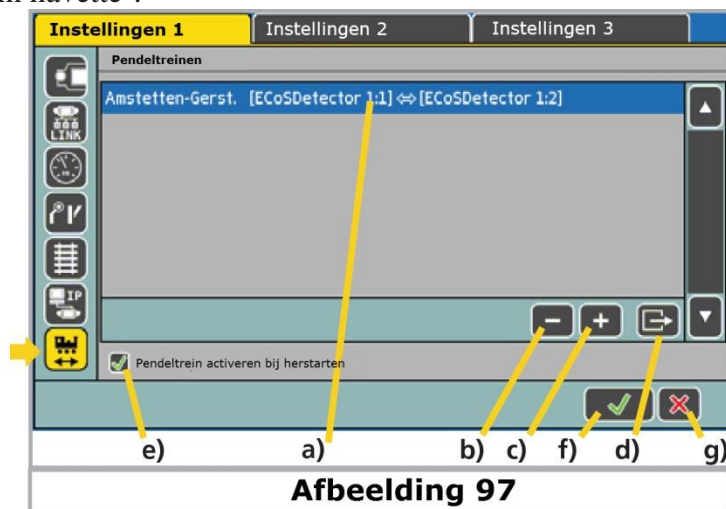 Instellingen 1 Instellingen 2 Instellingen 3
Pendeltreinen
Amstetten-Gerst. [ECoSDetector 1:1] ⇔ [ECoSDetector 1:2]
LINK
IP
Pendeltrein activeren bij herstarten
e) a) b) c) f) d) g)
Afbeelding 97